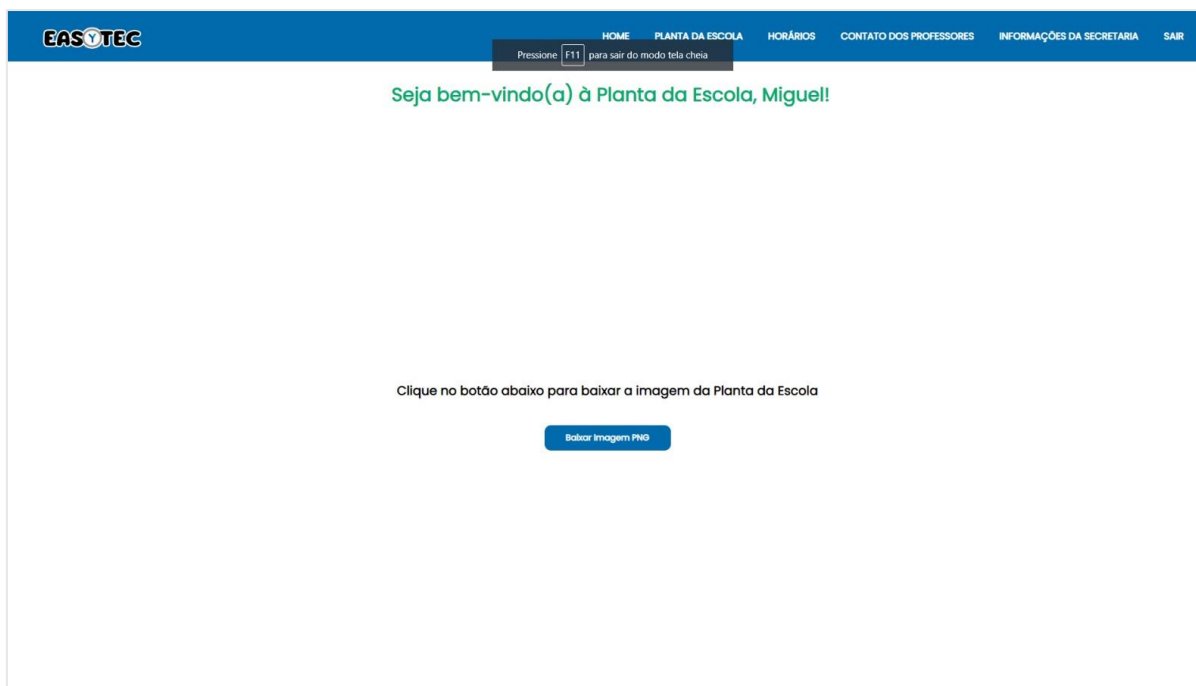 EASYTEC
HOME PLANTA DA ESCOLA HORÁRIOS CONTATO DOS PROFESSORES INFORMAÇÕES DA SECRETARIA SAIR
Pressione F11 para sair do modo tela cheia
Seja bem-vindo(a) à Planta da Escola, Miguel!
Clique no botão abaixo para baixar a imagem da Planta da Escola
Baixar Imagem PNG